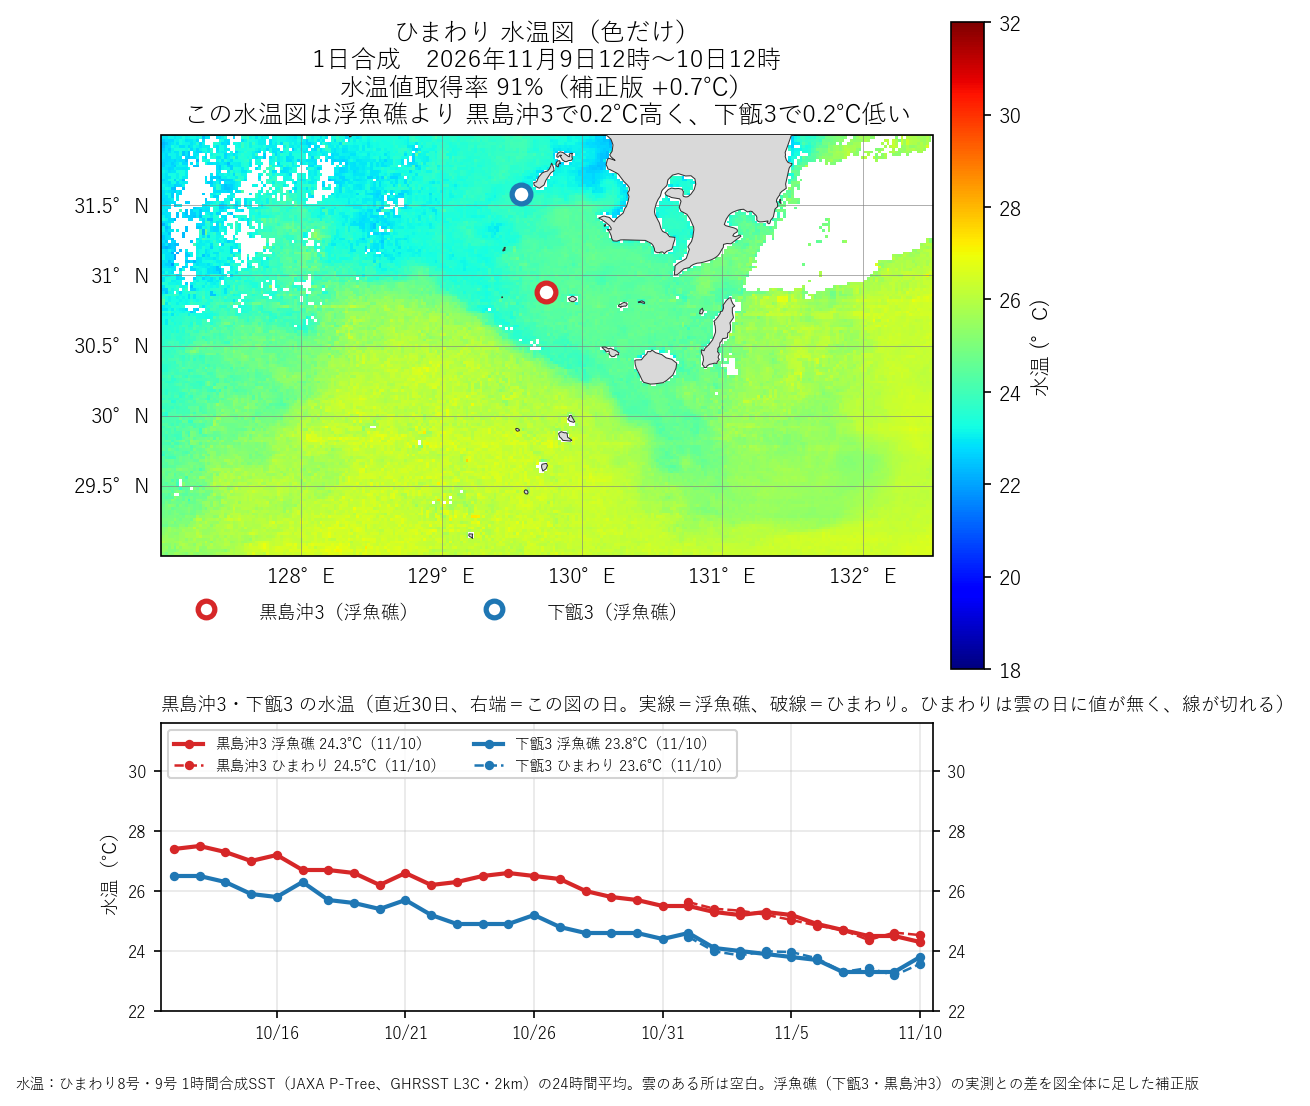 ひまわり 水温図（色だけ）
1日合成　2026年11月9日12時～10日12時
水温値取得率 91%（補正版 +0.7℃）
この水温図は浮魚礁より 黒島沖3で0.2℃高く、下甑3で0.2℃低い
31.5° N
31° N
30.5° N
30° N
29.5° N
128° E
129° E
130° E
131° E
132° E
32
30
28
26
24
22
20
18
水温（° C）
黒島沖3（浮魚礁）
下甑3（浮魚礁）
黒島沖3・下甑3 の水温（直近30日、右端＝この図の日。実線＝浮魚礁、破線＝ひまわり。ひまわりは雲の日に値が無く、線が切れる）
黒島沖3 浮魚礁 24.3℃（11/10）
黒島沖3 ひまわり 24.5℃（11/10）
下甑3 浮魚礁 23.8℃（11/10）
下甑3 ひまわり 23.6℃（11/10）
水温（℃）
30
28
26
24
22
30
28
26
24
22
10/16
10/21
10/26
10/31
11/5
11/10
水温：ひまわり8号・9号 1時間合成SST（JAXA P-Tree、GHRSST L3C・2km）の24時間平均。雲のある所は空白。浮魚礁（下甑3・黒島沖3）の実測との差を図全体に足した補正版